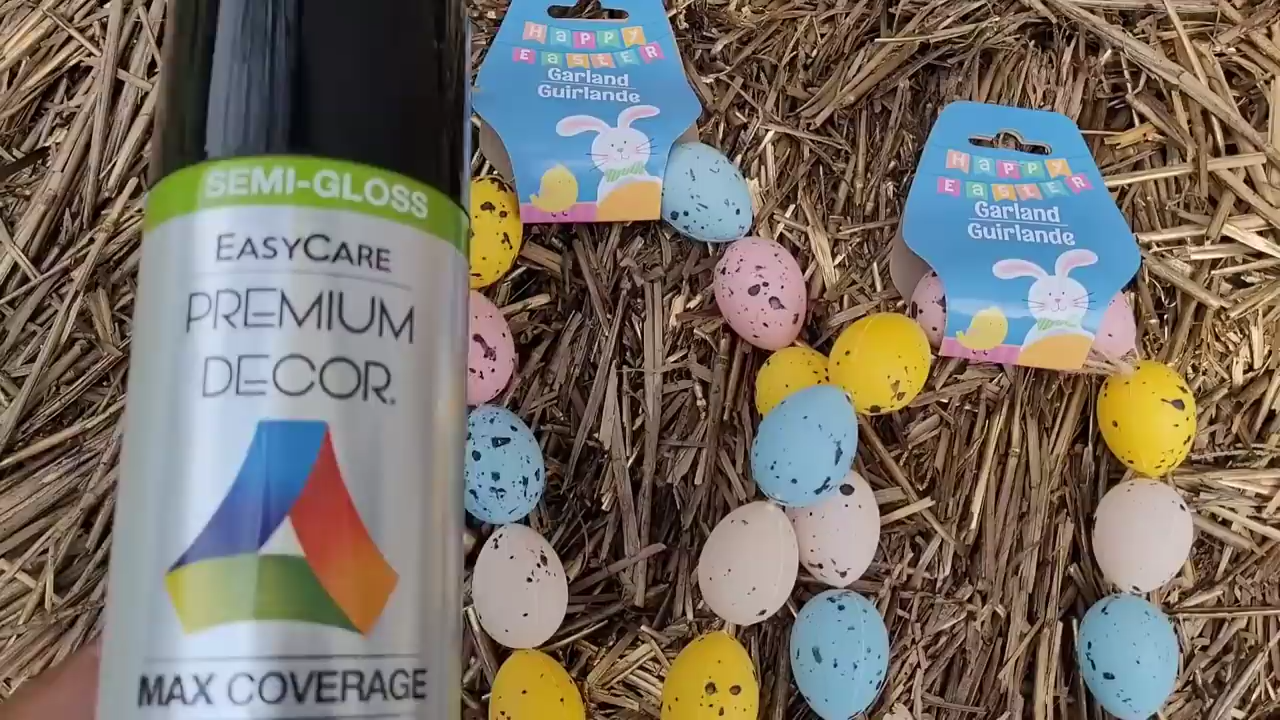 SEMI-GLOSS
EASYCARE
PREMIUM
DECOR.
MAX COVERAGE
HAPPY
EASTER
Garland
Guirlande
HAPPY
EASTER
Garland
Guirlande